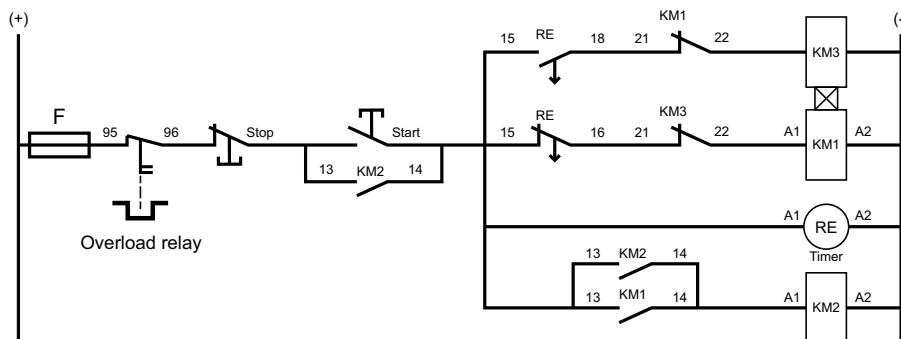 (+)
(-
KM1
15 RE 18 21 22 KM3
F
95 96 Stop Start 15 RE 16 21 KM3 22 A1 KM1 A2
13 KM2 14
Overload relay
A1 RE A2
Timer
13 KM2 14
13 KM1 14 A1 KM2 A2